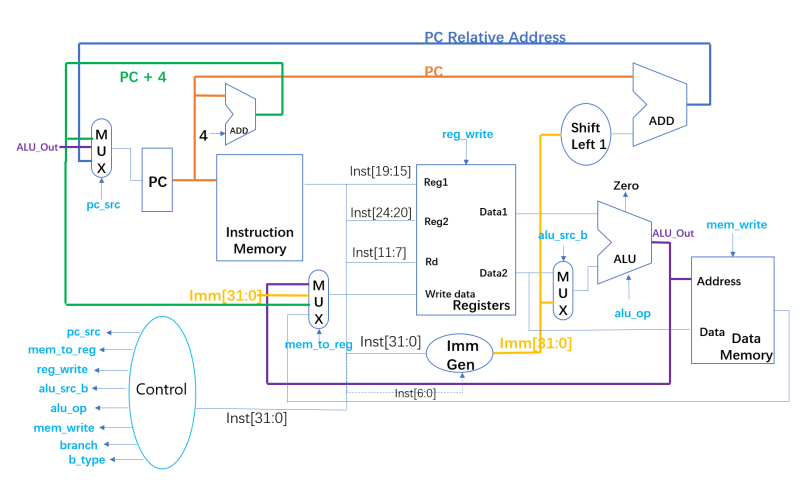 PC Relative Address
PC + 4
PC
4
ADD
Shift
Left 1
ADD
ALU_Out
M
U
X
pc_src
PC
Instruction
Memory
reg_write
Inst[19:15]
Reg1
Inst[24:20]
Reg2
Data1
Inst[11:7]
Rd
Data2
Write data
Registers
Zero
ALU_Out
ALU
alu_src_b
M
U
X
alu_op
mem_write
Address
Data
Data
Memory
Imm[31:0]
M
U
X
mem_to_reg
Inst[31:0]
Imm
Gen
Imm[31:0]
Inst[6:0]
Inst[31:0]
Control
pc_src
mem_to_reg
reg_write
alu_src_b
alu_op
mem_write
branch
b_type